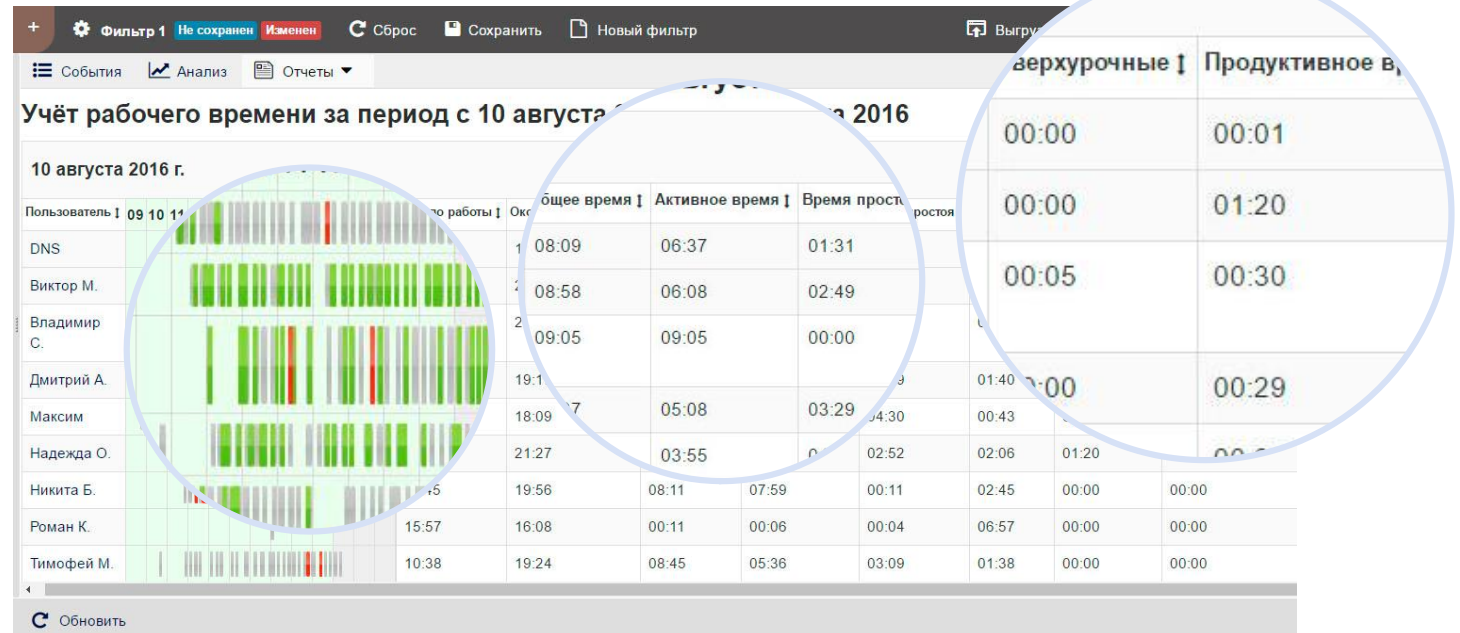 + Фильтр 1 Не сохранен Изменен Сброс Сохранить Новый фильтр
События Анализ Отчеты
Учёт рабочего времени за период с 10 августа 2016
10 августа 2016 г.
Пользователь 09 10 11 работы
Общее время Активное время Время
Продуктивное
DNS
Виктор М.
Владимир
С.
Дмитрий А. 01:40
Максим 18:09 04:30 00:43
Надежда О. 21:27 02:52 02:06 01:20
Никита Б. 19:56 08:11 07:59 00:11 02:45 00:00 00:00
Роман К. 15:57 16:08 00:11 00:06 00:04 06:57 00:00 00:00
Тимофей М. 10:38 19:24 08:45 05:36 03:09 01:38 00:00 00:00
08:09 06:37 01:31
08:58 06:08 02:49
09:05 09:05 00:00
05:08 03:29
03:55
00:00 00:01
00:00 01:20
00:05 00:30
00:29
Обновить